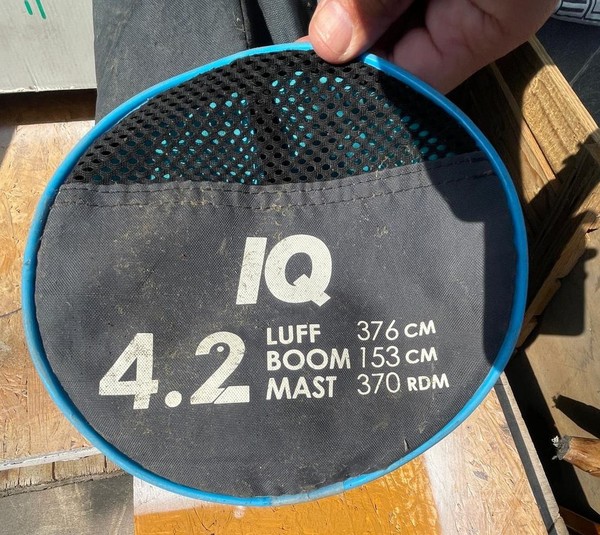 IQ
4.2
LUFF 376 CM
BOOM 153 CM
MAST 370 RDM